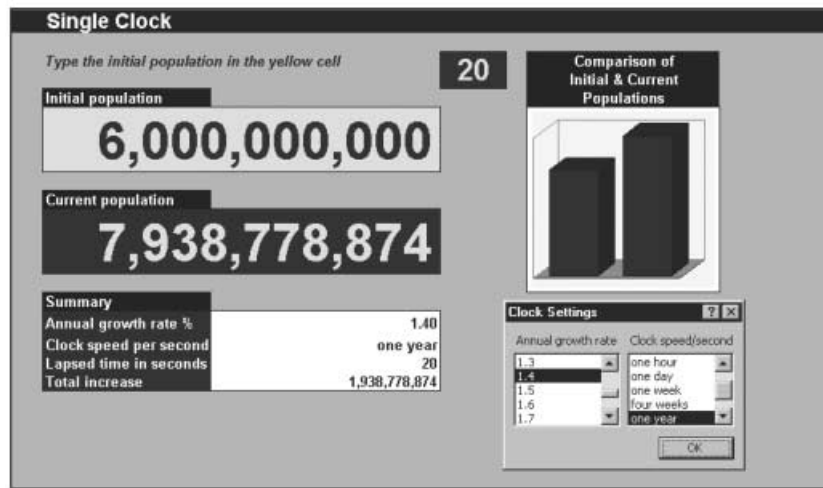 Single Clock
Type the initial population in the yellow cell
20
Comparison of
Initial & Current
Populations
Initial population
6,000,000,000
Current population
7,938,778,874
Summary
Annual growth rate % 1.40
Clock speed per second one year
Lapsed time in seconds 20
Total increase 1,938,778,874
Clock Settings
Annual growth rate Clock speed/second
1.3 one hour
1.4 one day
1.5 one week
1.6 four weeks
1.7 one year
OK